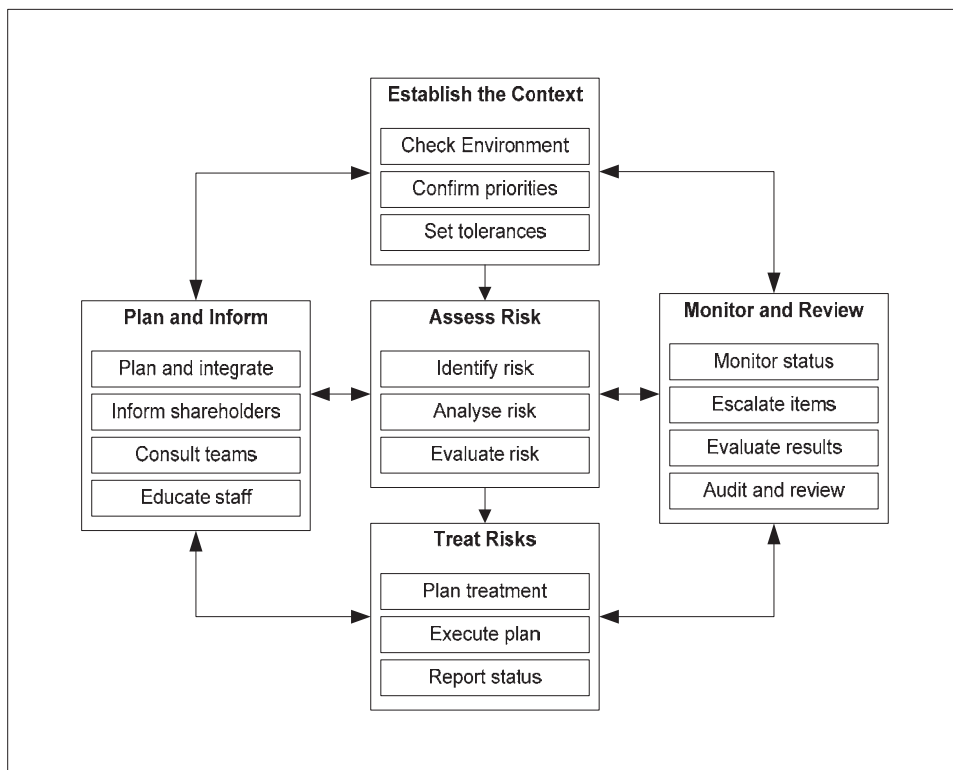 Establish the Context
Check Environment
Confirm priorities
Set tolerances
Plan and Inform
Plan and integrate
Inform shareholders
Consult teams
Educate staff
Assess Risk
Identify risk
Analyse risk
Evaluate risk
Monitor and Review
Monitor status
Escalate items
Evaluate results
Audit and review
Treat Risks
Plan treatment
Execute plan
Report status